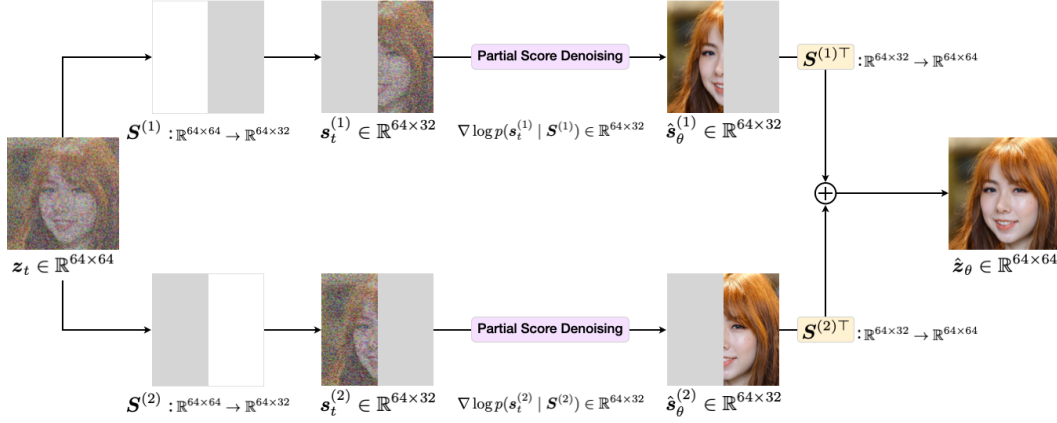 Partial Score Denoising
S^{(1)⊤} : ℝ^{64×32} → ℝ^{64×64}
S^{(1)} : ℝ^{64×64} → ℝ^{64×32}
s_t^{(1)} ∈ ℝ^{64×32}
∇ log p(s_t^{(1)} | S^{(1)}) ∈ ℝ^{64×32}
ŝ_θ^{(1)} ∈ ℝ^{64×32}
z_t ∈ ℝ^{64×64}
ẑ_θ ∈ ℝ^{64×64}
Partial Score Denoising
S^{(2)⊤} : ℝ^{64×32} → ℝ^{64×64}
S^{(2)} : ℝ^{64×64} → ℝ^{64×32}
s_t^{(2)} ∈ ℝ^{64×32}
∇ log p(s_t^{(2)} | S^{(2)}) ∈ ℝ^{64×32}
ŝ_θ^{(2)} ∈ ℝ^{64×32}